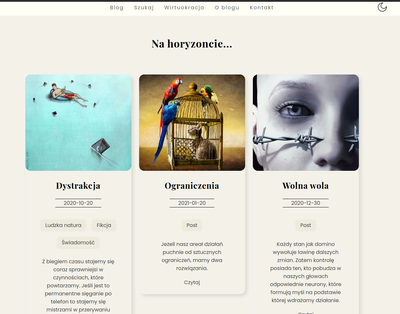 Blog Szukaj Wirtuokracja O blogu Kontakt
Na horyzoncie...
Dystrakcja
2020-10-20
Ludzka natura Fikcja
Świadomość
Z biegiem czasu stajemy się
coraz sprawniejsi w
czynnościach, które
powtarzamy. Jeśli jest to
permanentne sięganie po
telefon to stajemy się
mistrzami w przerywaniu
Ograniczenia
2021-01-20
Post
Jeżeli nasz areał działań
puchnie od sztucznych
ograniczeń, mamy dwa
rozwiązania.
Czytaj
Wolna wola
2020-12-30
Post
Każdy stan jak domino
wywołuje lawinę dalszych
zmian. Zatem kontrolę
posiada ten, kto pobudza w
naszych głowach
odpowiednie neurony, które
formują myśl na podstawie
której wdrażamy działanie.